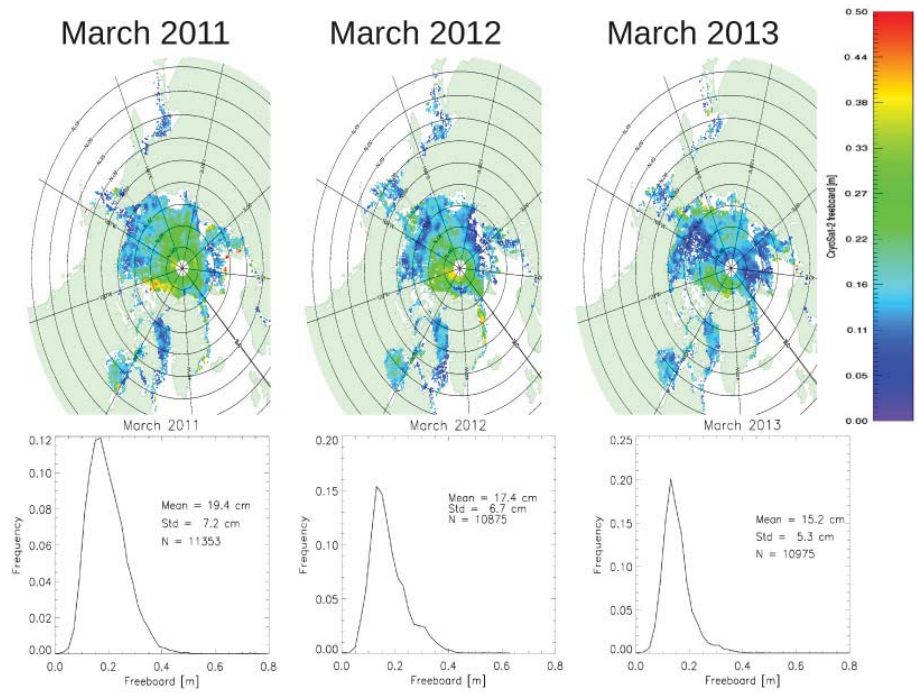 March 2011
March 2012
March 2013
0.50
0.44
0.38
0.33
0.27
0.22
0.16
0.11
0.05
0.00
CryoSat-2 freeboard [m]
March 2011
0.12
0.10
0.08
0.06
0.04
0.02
0.00
Frequency
Mean = 19.4 cm
Std = 7.2 cm
N = 11353
0.0
0.2
0.4
0.6
0.8
Freeboard [m]
March 2012
0.20
0.15
0.10
0.05
0.00
Frequency
Mean = 17.4 cm
Std = 6.7 cm
N = 10875
0.0
0.2
0.4
0.6
0.8
Freeboard [m]
March 2013
0.25
0.20
0.15
0.10
0.05
0.00
Frequency
Mean = 15.2 cm
Std = 5.3 cm
N = 10975
0.0
0.2
0.4
0.6
0.8
Freeboard [m]